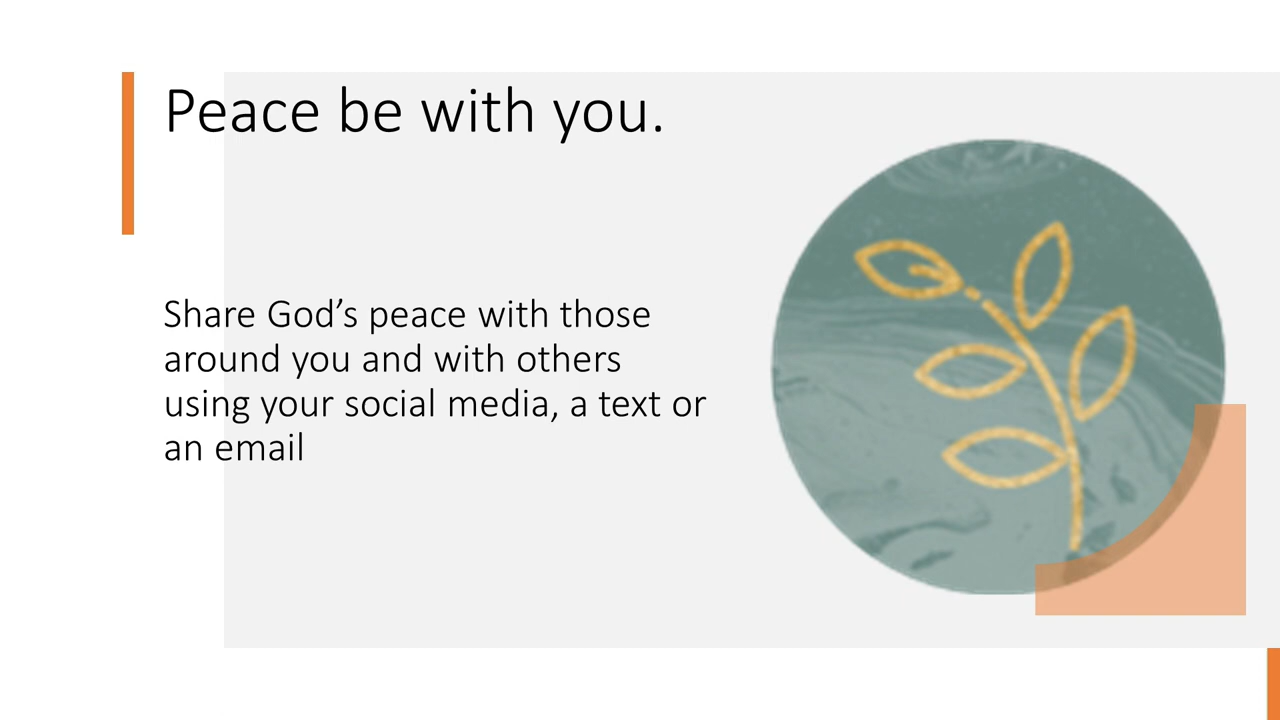 Peace be with you.
Share God’s peace with those
around you and with others
using your social media, a text or
an email